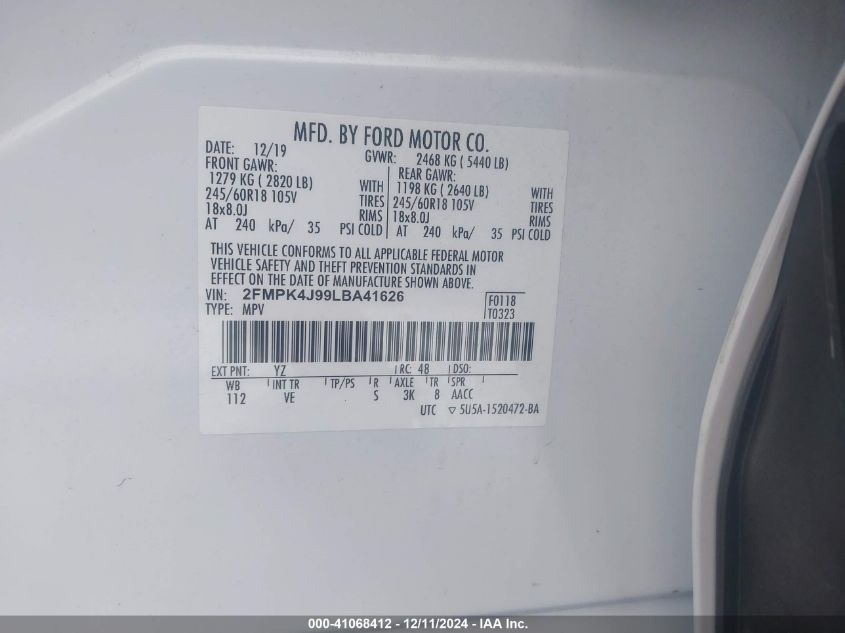 MFD. BY FORD MOTOR CO.
DATE: 12/19 GVWR: 2468 KG ( 5440 LB)
FRONT GAWR: REAR GAWR:
1279 KG ( 2820 LB) WITH 1198 KG ( 2640 LB) WITH
245/60R18 105V TIRES 245/60R18 105V TIRES
18x8.0J RIMS 18x8.0J RIMS
AT 240 kPa/ 35 PSI COLD AT 240 kPa/ 35 PSI COLD
THIS VEHICLE CONFORMS TO ALL APPLICABLE FEDERAL MOTOR
VEHICLE SAFETY AND THEFT PREVENTION STANDARDS IN
EFFECT ON THE DATE OF MANUFACTURE SHOWN ABOVE.
VIN: 2FMPK4J99LBA41626 F0118
TYPE: MPV T0323
EXT PNT: YZ RC: 48 DSO:
WB INT TR TP/PS R AXLE TR SPR
112 VE S 3K 8 AACC
UTC ▽ 5U5A-1520472-BA
000-41068412 - 12/11/2024 - IAA Inc.